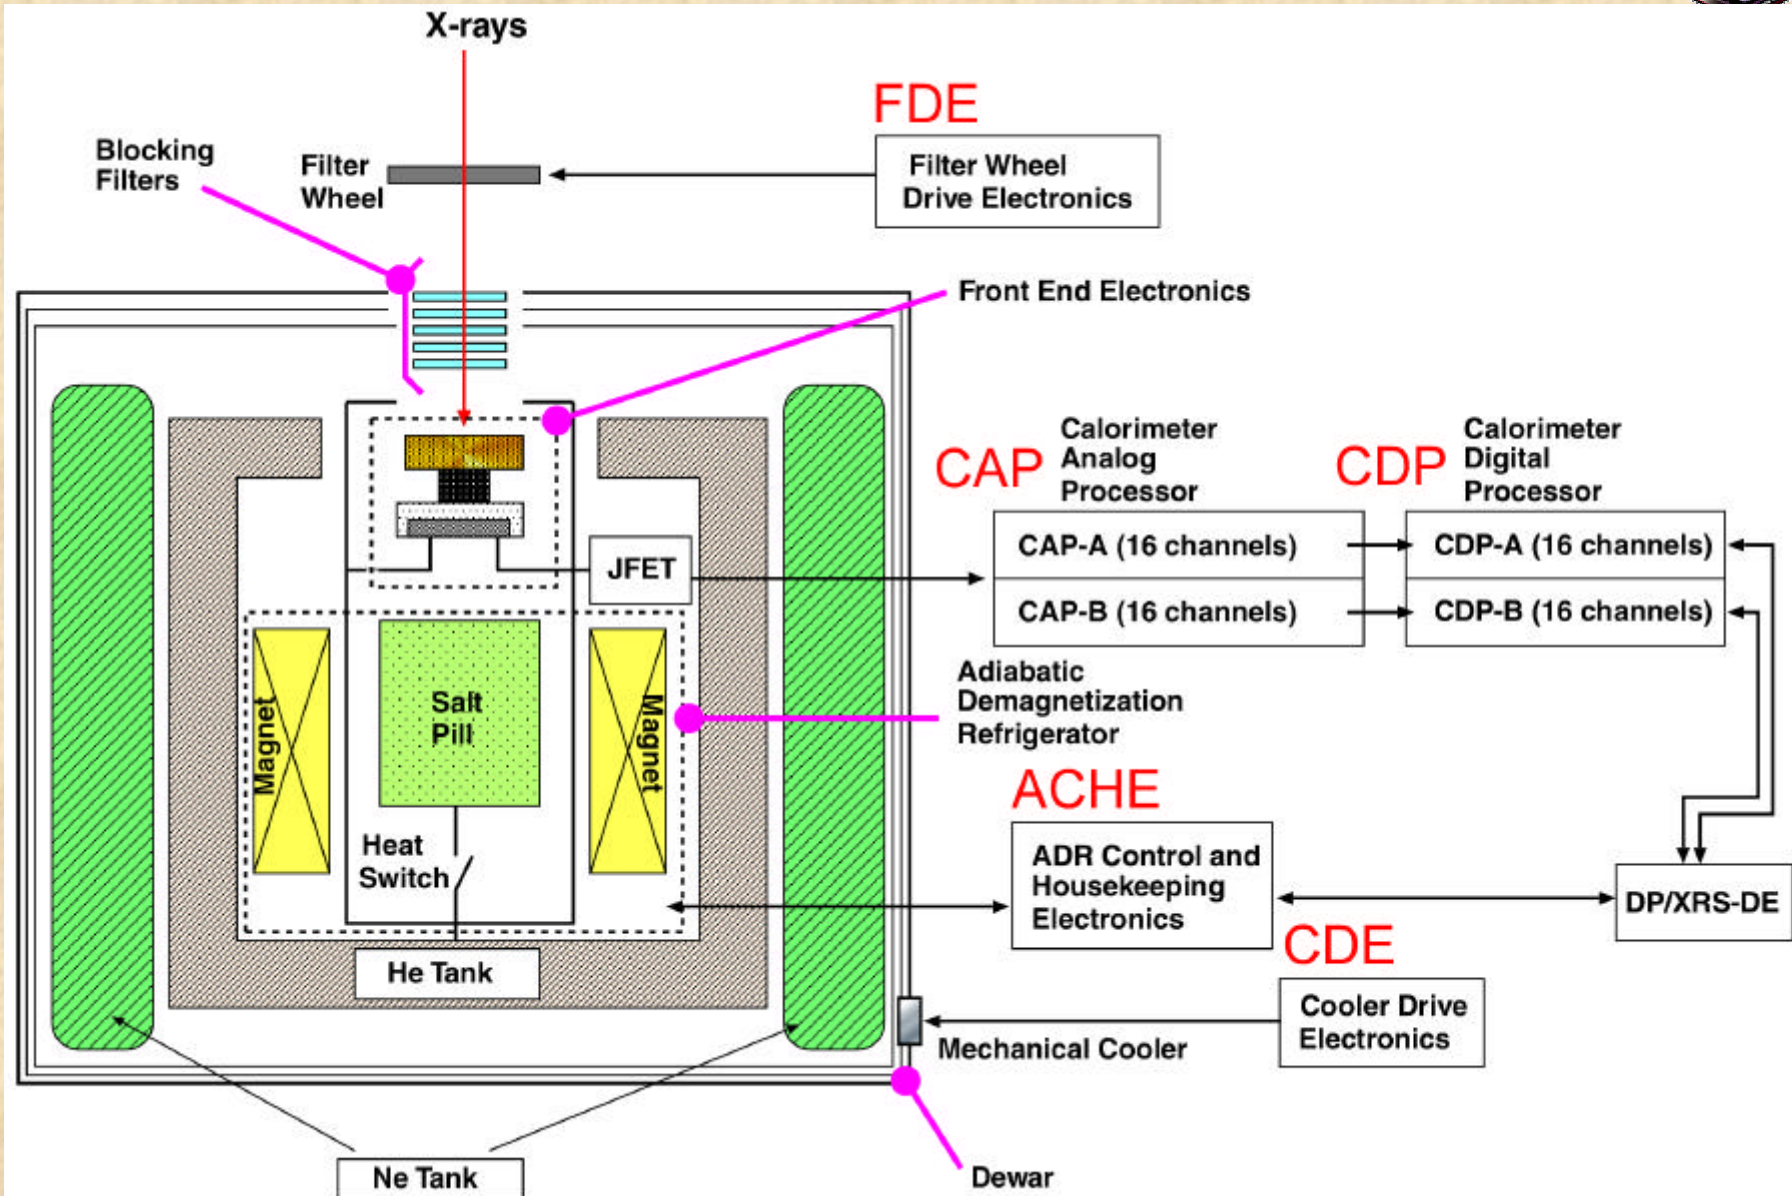 X-rays
FDE
Filter Wheel
Drive Electronics
Blocking
Filters
Filter
Wheel
Front End Electronics
CAP
Calorimeter
Analog
Processor
CDP
Calorimeter
Digital
Processor
CAP-A (16 channels)
CDP-A (16 channels)
CAP-B (16 channels)
CDP-B (16 channels)
JFET
Adiabatic
Demagnetization
Refrigerator
Magnet
Salt
Pill
Magnet
Heat
Switch
ACHE
ADR Control and
Housekeeping
Electronics
DP/XRS-DE
CDE
Cooler Drive
Electronics
He Tank
Mechanical Cooler
Ne Tank
Dewar